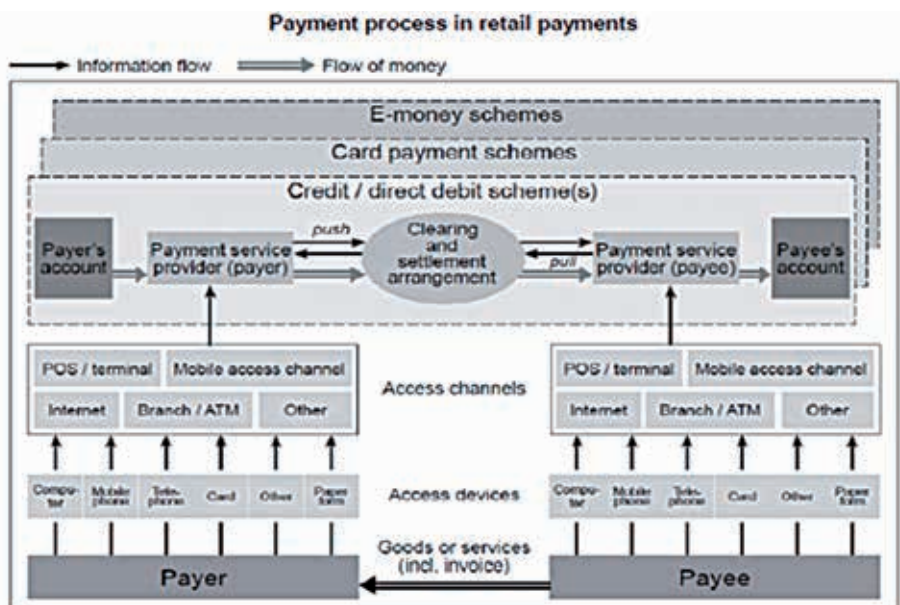 Payment process in retail payments
Information flow
Flow of money
E-money schemes
Card payment schemes
Credit / direct debit scheme(s)
Payer's
account
Payment service
provider (payer)
push
Clearing
and
settlement
arrangement
pull
Payment service
provider (payee)
Payee's
account
POS / terminal
Mobile access channel
Internet
Branch / ATM
Other
Access channels
POS / terminal
Mobile access channel
Internet
Branch / ATM
Other
Compu-
ter
Mobile
phone
Tele-
phone
Card
Other
Paper
form
Access devices
Compu-
ter
Mobile
phone
Tele-
phone
Card
Other
Paper
form
Goods or services
(incl. invoice)
Payer
Payee